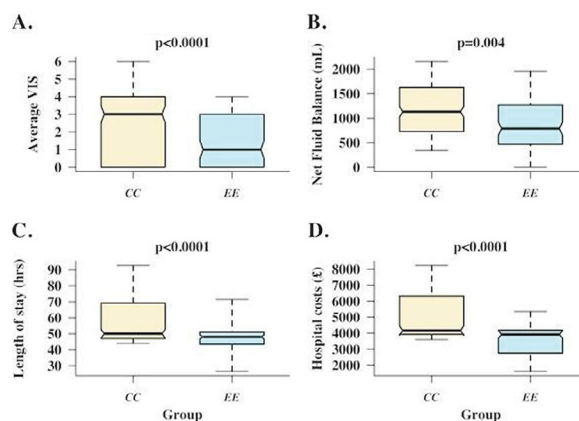 A.
p<0.0001
Average VIS
6
5
4
3
2
1
0
CC
EE
B.
p=0.004
Net Fluid Balance (mL)
2000
1500
1000
500
0
CC
EE
C.
p<0.0001
Length of stay (hrs)
90
80
70
60
50
40
30
CC
EE
Group
D.
p<0.0001
Hospital costs (£)
8000
7000
6000
5000
4000
3000
2000
CC
EE
Group